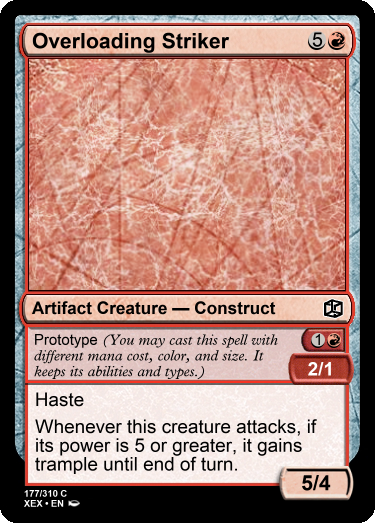 Overloading Striker 5
Artifact Creature — Construct
Prototype (You may cast this spell with 1
different mana cost, color, and size. It
keeps its abilities and types.)
2/1
Haste
Whenever this creature attacks, if
its power is 5 or greater, it gains
trample until end of turn.
5/4
177/310 C
XEX • EN